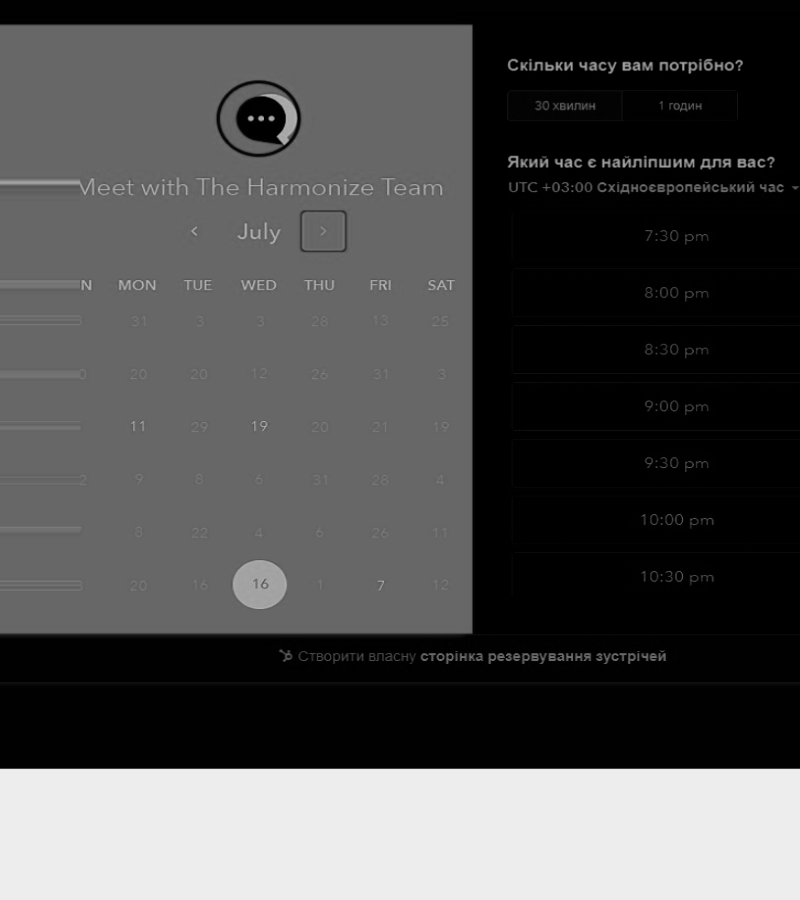 Meet with The Harmonize Team
July
N MON TUE WED THU FRI SAT
31 3 3 28 13 25
0 20 20 12 26 31 3
11 29 19 20 21 19
2 9 8 6 31 28 4
8 22 4 6 26 11
20 16 16 1 7 12
Скільки часу вам потрібно?
30 хвилин 1 годин
Який час є найліпшим для вас?
UTC +03:00 Східноєвропейський час
7:30 pm
8:00 pm
8:30 pm
9:00 pm
9:30 pm
10:00 pm
10:30 pm
Створити власну сторінка резервування зустрічей